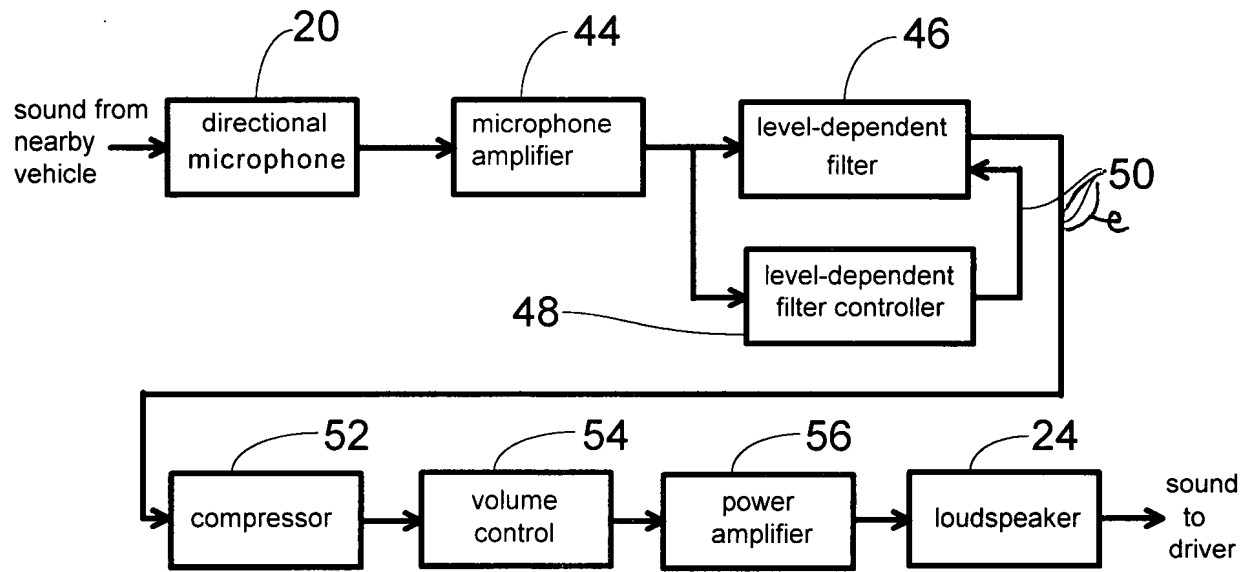 20
44
46
sound from
nearby
vehicle
directional
microphone
microphone
amplifier
level-dependent
filter
50
e
level-dependent
filter controller
48
52
54
56
24
compressor
volume
control
power
amplifier
loudspeaker
sound
to
driver